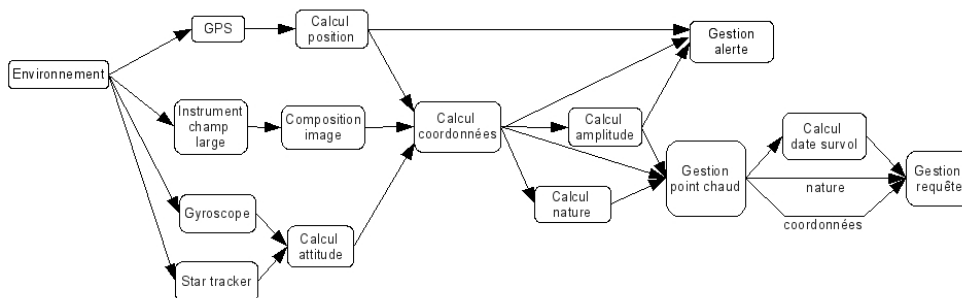 GPS
Calcul
position
Gestion
alerte
Environnement
Instrument
champ
large
Composition
image
Calcul
coordonnées
Calcul
amplitude
Calcul
date survol
Gestion
point chaud
nature
Gestion
requête
Gyroscope
Calcul
nature
coordonnées
Calcul
attitude
Star tracker